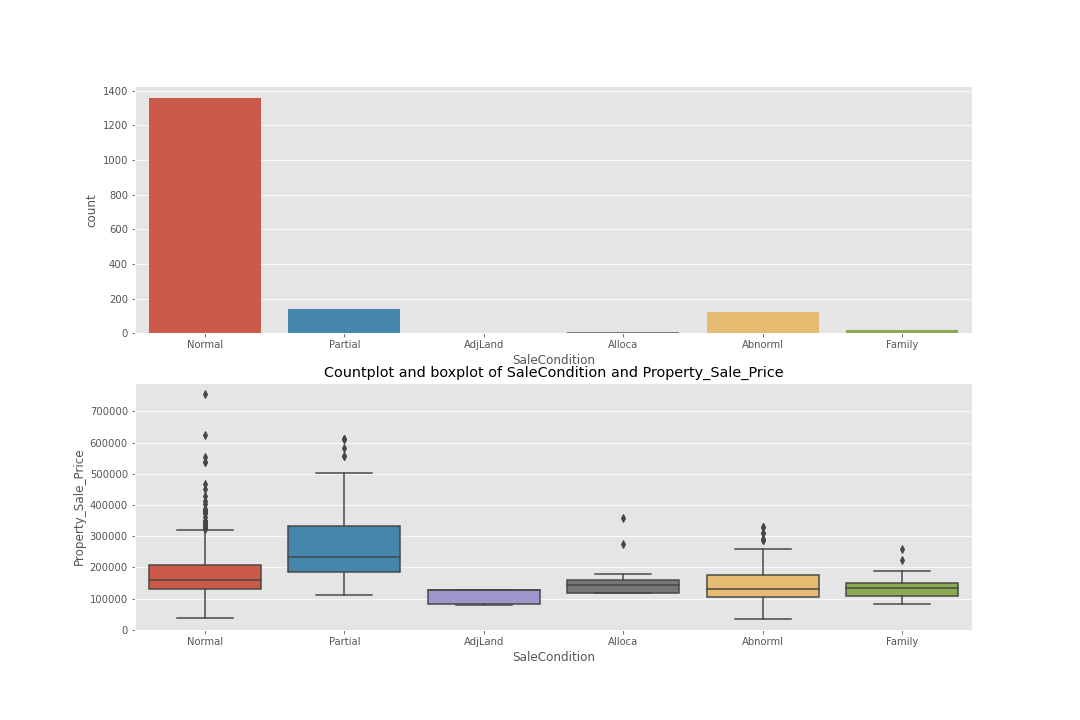 1400
1200
1000
800
600
400
200
0
count
Normal Partial AdjLand Alloca Abnorml Family
SaleCondition
Countplot and boxplot of SaleCondition and Property_Sale_Price
700000
600000
500000
400000
300000
200000
100000
0
Property_Sale_Price
Normal Partial AdjLand Alloca Abnorml Family
SaleCondition